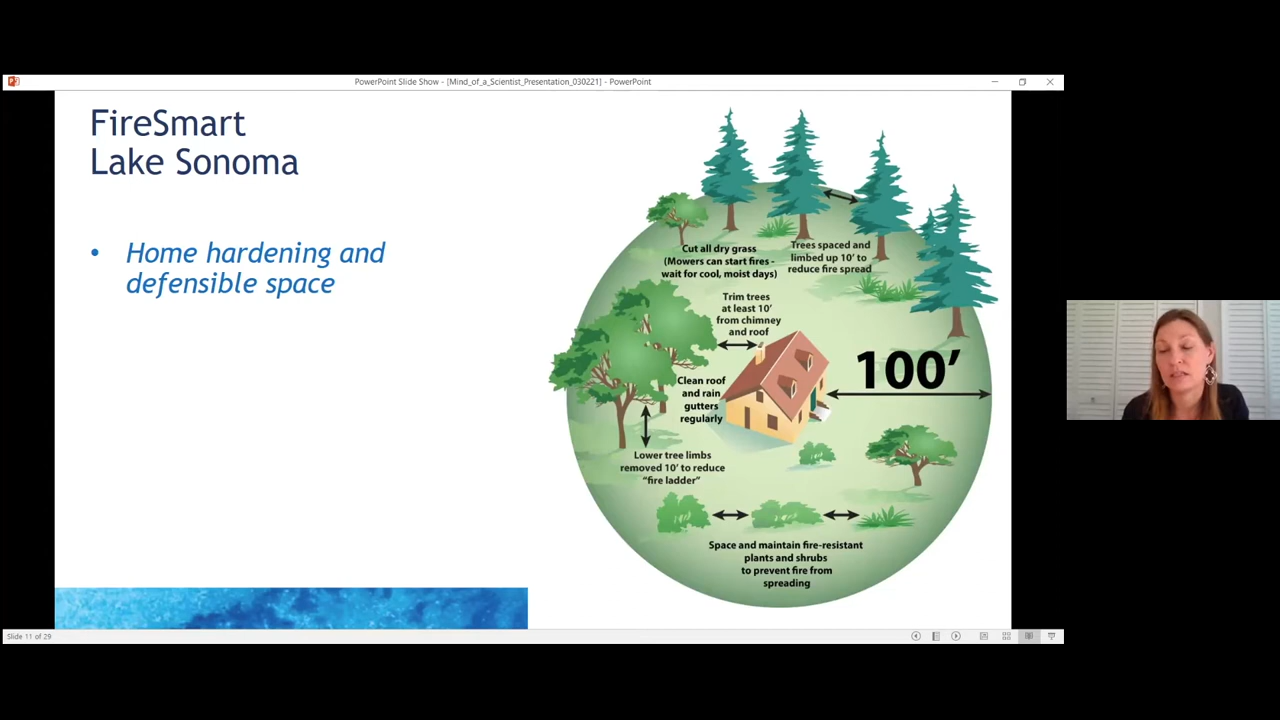 PowerPoint Slide Show - [Mind_of_a_Scientist_Presentation_030221] - PowerPoint
FireSmart
Lake Sonoma
• Home hardening and
defensible space
Cut all dry grass
(Mowers can start fires -
wait for cool, moist days)
Trees spaced and
limbed up 10’ to
reduce fire spread
Trim trees
at least 10’
from chimney
and roof
100’
Clean roof
and rain
gutters
regularly
Lower tree limbs
removed 10’ to reduce
“fire ladder”
Space and maintain fire-resistant
plants and shrubs
to prevent fire from
spreading
Slide 11 of 29